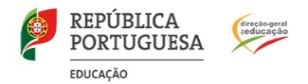 REPÚBLICA
PORTUGUESA
EDUCAÇÃO
direção-geral
da educação